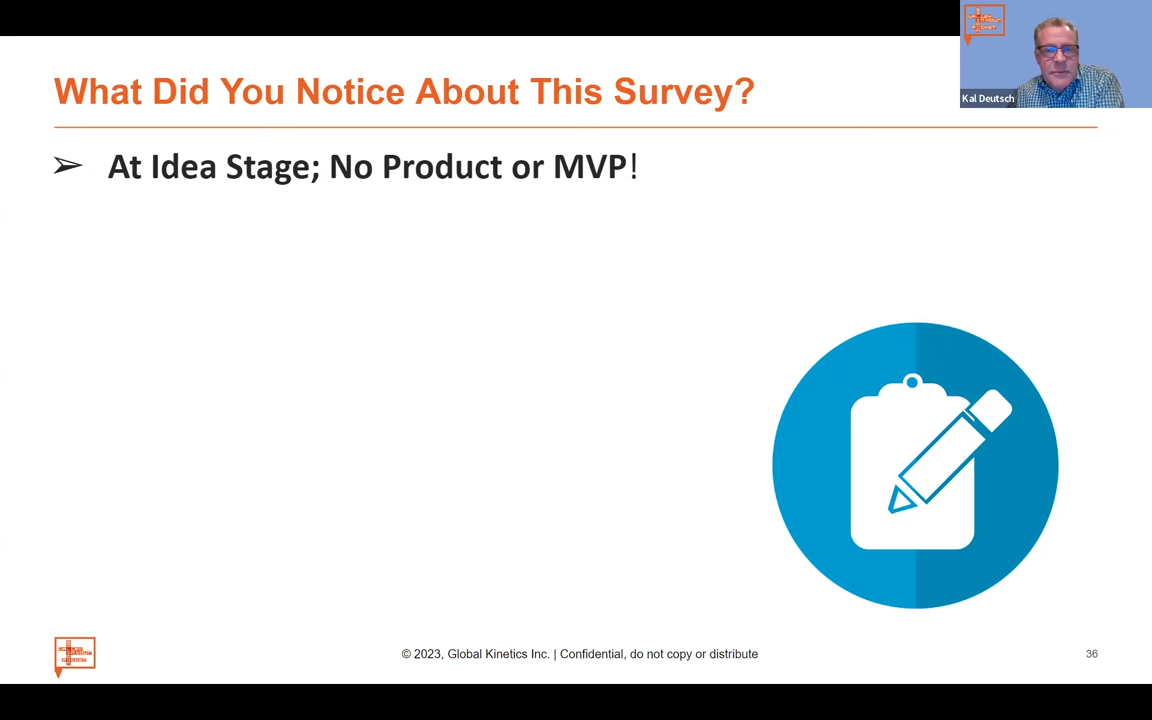 What Did You Notice About This Survey?
Kal Deutsch
➢ At Idea Stage; No Product or MVP!
© 2023, Global Kinetics Inc. | Confidential, do not copy or distribute
36